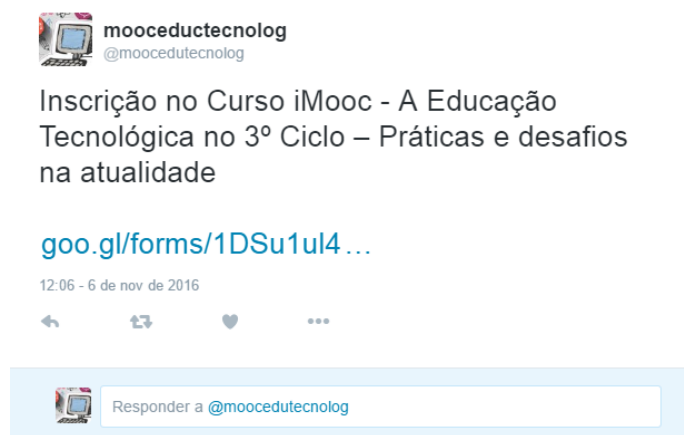 mooceductecnolog
@moocedutecnolog
Inscrição no Curso iMooc - A Educação
Tecnológica no 3º Ciclo – Práticas e desafios
na atualidade
goo.gl/forms/1DSu1ul4…
12:06 - 6 de nov de 2016
Responder a @moocedutecnolog